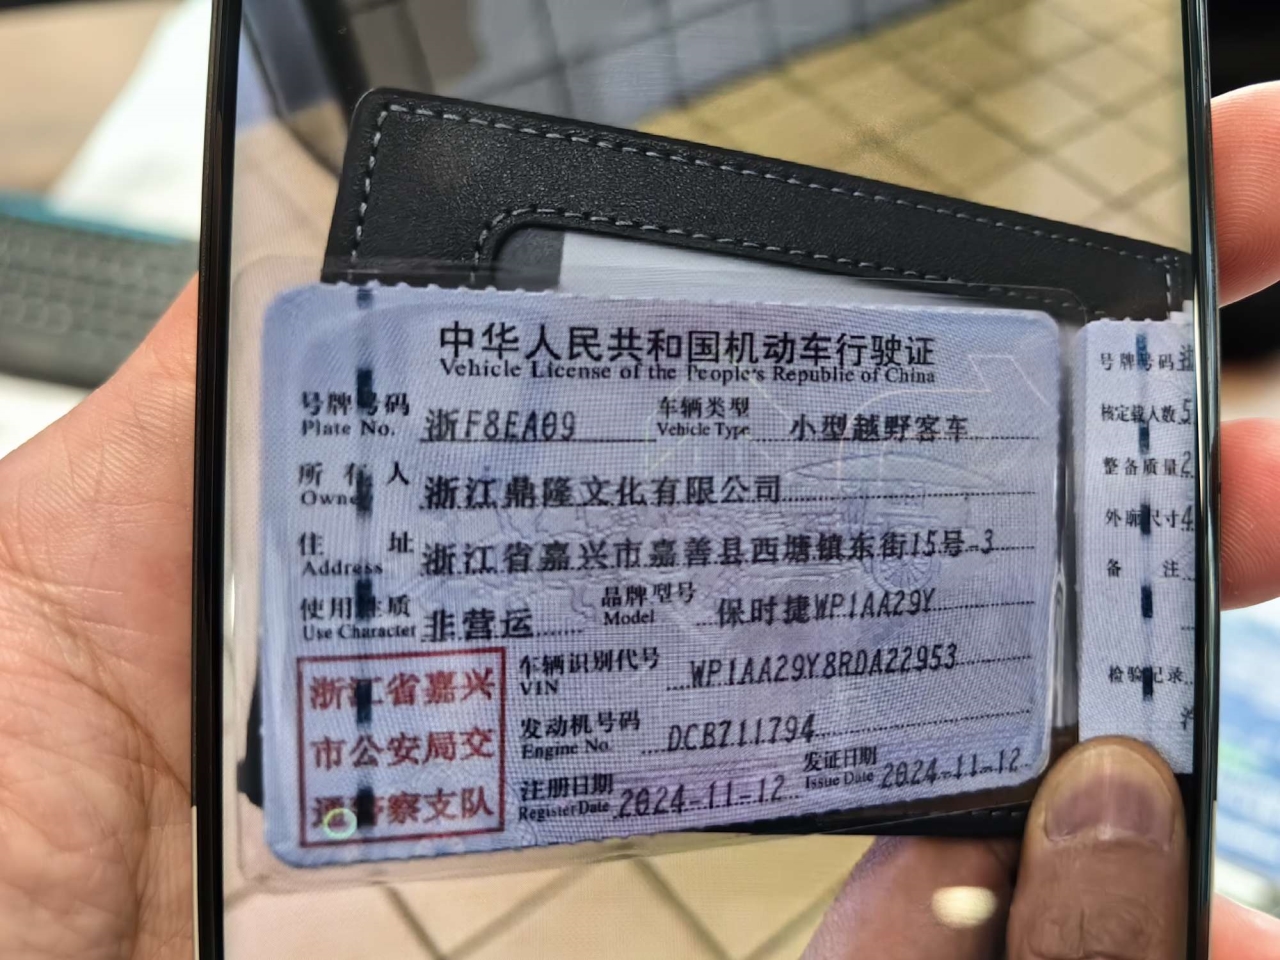 中华人民共和国机动车行驶证
Vehicle License of the People's Republic of China
号牌号码 浙F8EA09 车辆类型 小型越野客车
Plate No. Vehicle Type
所有人 浙江鼎隆文化有限公司
Owner
住址 浙江省嘉兴市嘉善县西塘镇东街15号-3
Address
使用性质 非营运 品牌型号 保时捷WP1AA29Y
Use Character Model
车辆识别代号 WP1AA29Y8RDA22953
VIN
发动机号码 DCB711794
Engine No.
注册日期 2024-11-12 发证日期 2024-11-12
Register Date Issue Date
浙江省嘉兴
市公安局交
通警察支队
号牌号码
核定载人数 5
整备质量 2
外廓尺寸 4
备注
检验记录